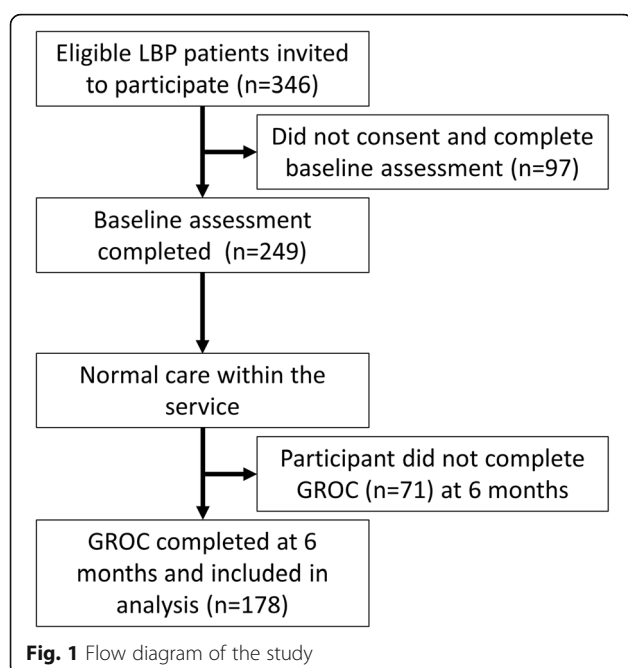 Eligible LBP patients invited
to participate (n=346)
Did not consent and complete
baseline assessment (n=97)
Baseline assessment
completed (n=249)
Normal care within the
service
Participant did not complete
GROC (n=71) at 6 months
GROC completed at 6
months and included in
analysis (n=178)
Fig. 1 Flow diagram of the study